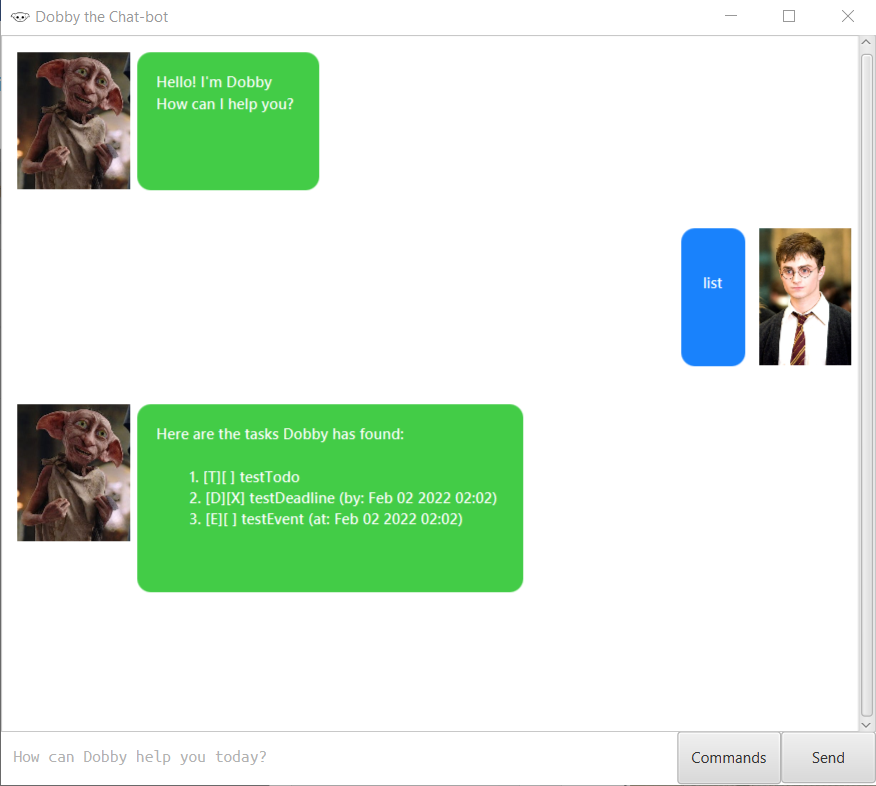 Dobby the Chat-bot
Hello! I'm Dobby
How can I help you?
list
Here are the tasks Dobby has found:
1. [T][ ] testTodo
2. [D][X] testDeadline (by: Feb 02 2022 02:02)
3. [E][ ] testEvent (at: Feb 02 2022 02:02)
How can Dobby help you today?
Commands
Send